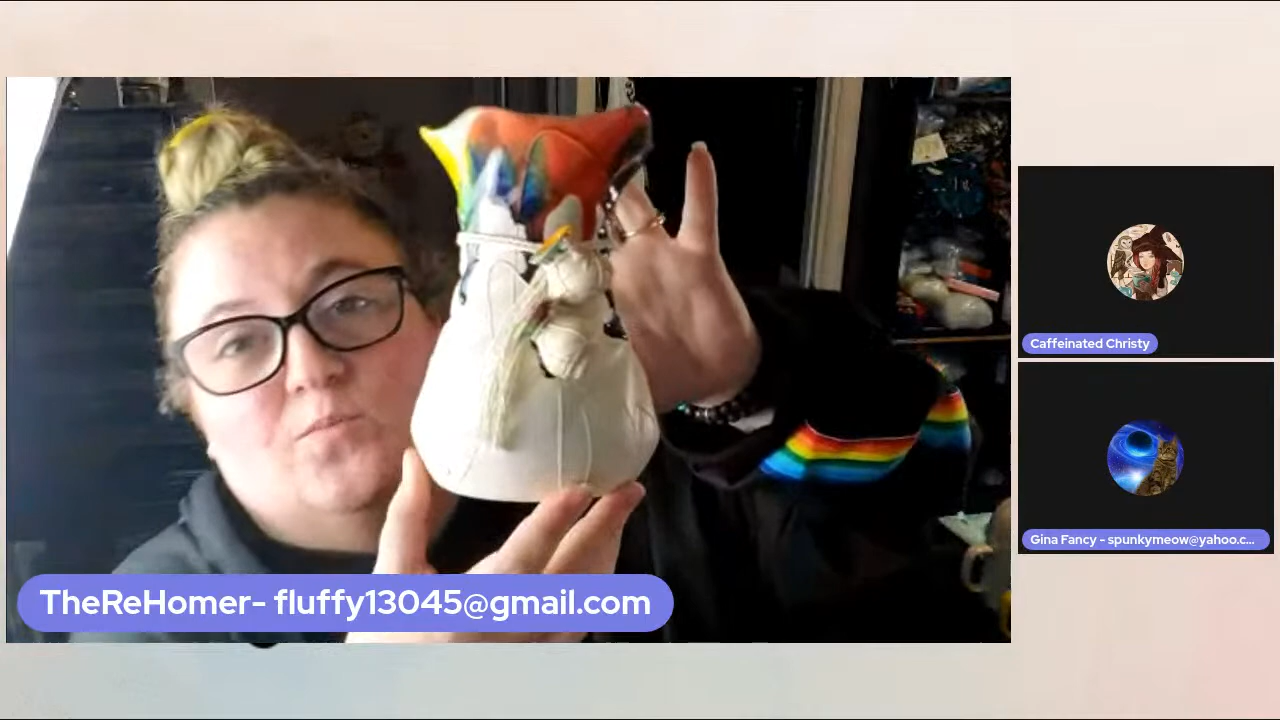 TheReHomer- fluffy13045@gmail.com
Caffeinated Christy
Gina Fancy - spunkymeow@yahoo.c...